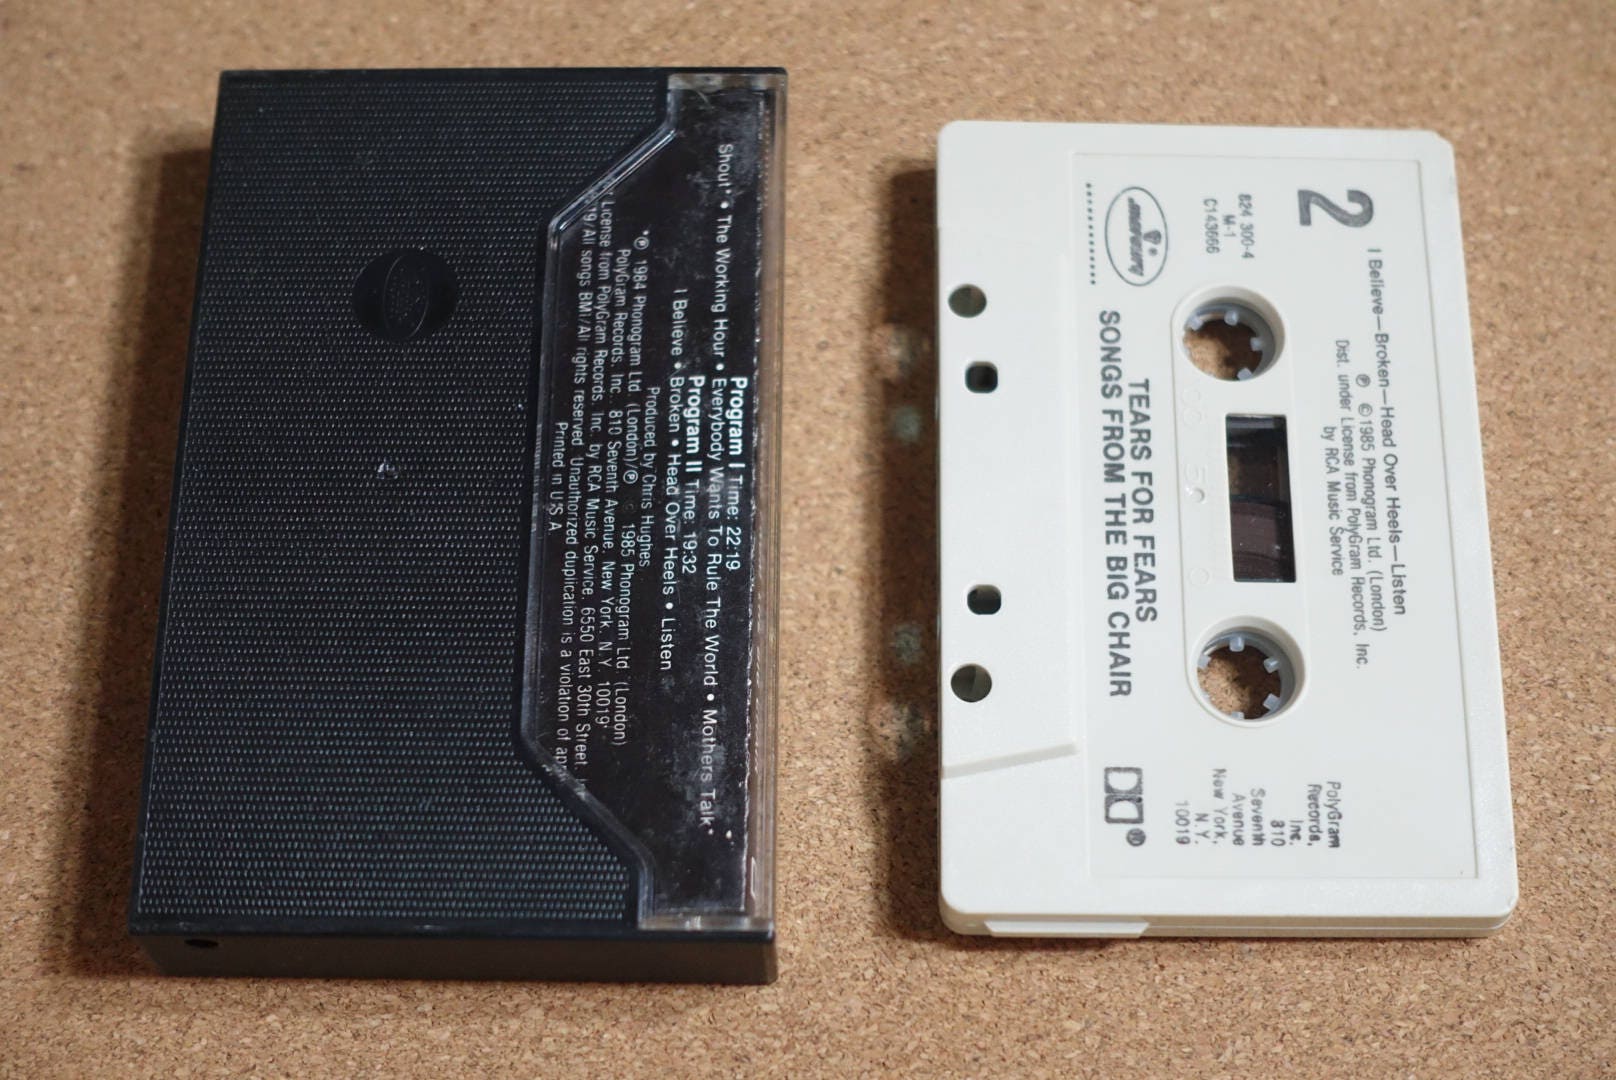 Program I Time: 22:19
Shout* • The Working Hour • Everybody Wants To Rule The World • Mothers Talk*
Program II Time: 19:32
I Believe • Broken • Head Over Heels • Listen
Produced by Chris Hughes
*℗ 1984 Phonogram Ltd. (London)/℗ 1985 Phonogram Ltd. (London)
PolyGram Records, Inc. 810 Seventh Avenue, New York, N.Y. 10019
License from PolyGram Records, Inc. by RCA Music Service, 6550 East 30th Street,
19/All songs BMI/All rights reserved. Unauthorized duplication is a violation of
Printed in U.S.A
2
I Believe—Broken—Head Over Heels—Listen
℗ ©1985 Phonogram Ltd. (London)
Dist. under License from PolyGram Records, Inc.
by RCA Music Service
824 300-4
M-1
C143666
mercury
00 50 0
PolyGram
Records,
Inc.
810
Seventh
Avenue
New York,
N.Y.
10019
TEARS FOR FEARS
SONGS FROM THE BIG CHAIR
®